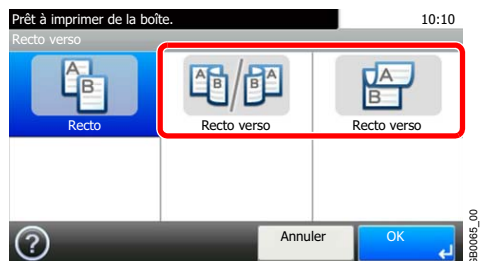 Prêt à imprimer de la boîte. 10:10
Recto verso
A B
A B B A
A B
Recto Recto verso Recto verso
? Annuler OK
GB0065_00